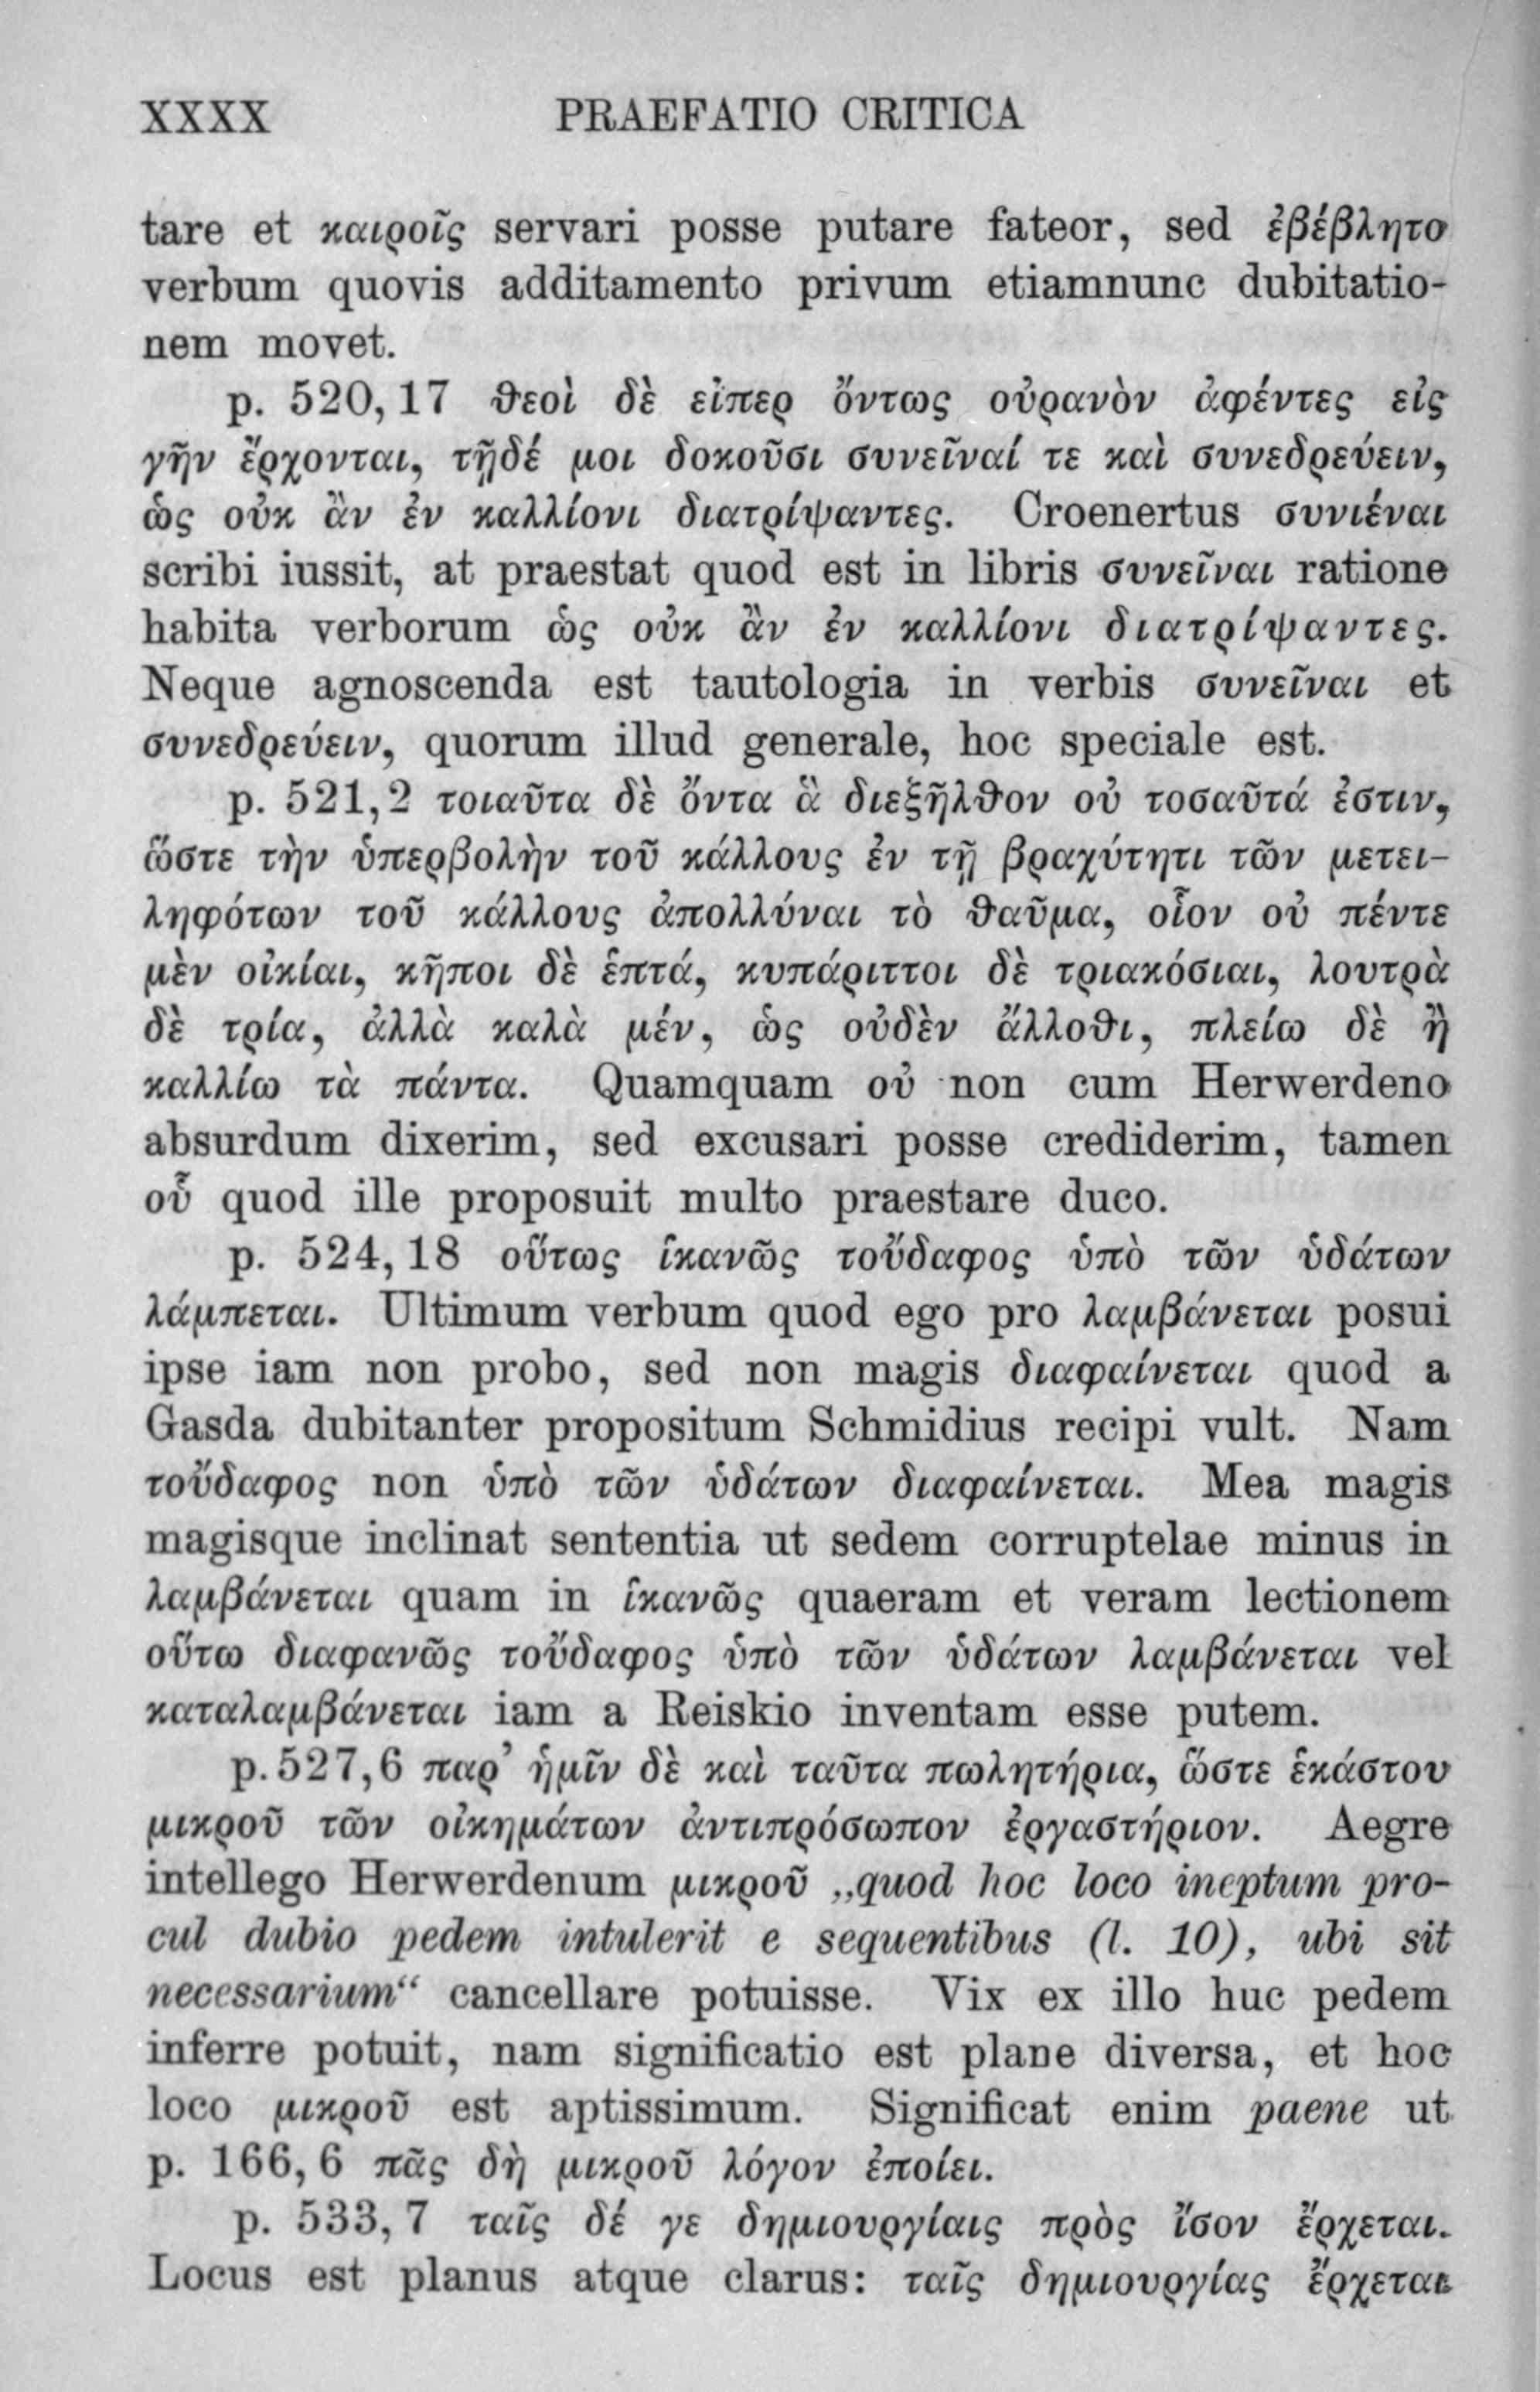 XXXX PRAEFATIO CRITICA
tare et καιροῖς servari posse putare fateor, sed ἐβέβλητο
verbum quovis additamento privum etiamnunc dubitatio-
nem movet.
p. 520, 17 θεοὶ δὲ εἴπερ ὄντως οὐρανὸν ἀφέντες εἰς
γῆν ἔρχονται, τῇδέ μοι δοκοῦσι συνεῖναί τε καὶ συνεδρεύειν,
ὡς οὐκ ἂν ἐν καλλίονι διατρίψαντες. Croenertus συνιέναι
scribi iussit, at praestat quod est in libris συνεῖναι ratione
habita verborum ὡς οὐκ ἂν ἐν καλλίονι διατρίψαντες.
Neque agnoscenda est tautologia in verbis συνεῖναι et
συνεδρεύειν, quorum illud generale, hoc speciale est.
p. 521, 2 τοιαῦτα δὲ ὄντα ἃ διεξῆλθον οὐ τοσαῦτά ἐστιν,
ὥστε τὴν ὑπερβολὴν τοῦ κάλλους ἐν τῇ βραχύτητι τῶν μετει-
ληφότων τοῦ κάλλους ἀπολλύναι τὸ θαῦμα, οἷον οὐ πέντε
μὲν οἰκίαι, κῆποι δὲ ἑπτά, κυπάριττοι δὲ τριακόσιαι, λουτρὰ
δὲ τρία, ἀλλὰ καλὰ μέν, ὡς οὐδὲν ἄλλοθι, πλείω δὲ ἢ
καλλίω τὰ πάντα. Quamquam οὐ non cum Herwerdeno
absurdum dixerim, sed excusari posse crediderim, tamen
οὗ quod ille proposuit multo praestare duco.
p. 524, 18 οὕτως ἱκανῶς τοὔδαφος ὑπὸ τῶν ὑδάτων
λάμπεται. Ultimum verbum quod ego pro λαμβάνεται posui
ipse iam non probo, sed non magis διαφαίνεται quod a
Gasda dubitanter propositum Schmidius recipi vult. Nam
τοὔδαφος non ὑπὸ τῶν ὑδάτων διαφαίνεται. Mea magis
magisque inclinat sententia ut sedem corruptelae minus in
λαμβάνεται quam in ἱκανῶς quaeram et veram lectionem
οὕτω διαφανῶς τοὔδαφος ὑπὸ τῶν ὑδάτων λαμβάνεται vel
καταλαμβάνεται iam a Reiskio inventam esse putem.
p. 527, 6 παρ’ ἡμῖν δὲ καὶ ταῦτα πωλητήρια, ὥστε ἑκάστου
μικροῦ τῶν οἰκημάτων ἀντιπρόσωπον ἐργαστήριον. Aegre
intellego Herwerdenum μικροῦ „quod hoc loco ineptum pro-
cul dubio pedem intulerit e sequentibus (l. 10), ubi sit
necessarium“ cancellare potuisse. Vix ex illo huc pedem
inferre potuit, nam significatio est plane diversa, et hoc
loco μικροῦ est aptissimum. Significat enim paene ut
p. 166, 6 πᾶς δὴ μικροῦ λόγον ἐποίει.
p. 533, 7 ταῖς δέ γε δημιουργίαις πρὸς ἴσον ἔρχεται.
Locus est planus atque clarus: ταῖς δημιουργίας ἔρχεται